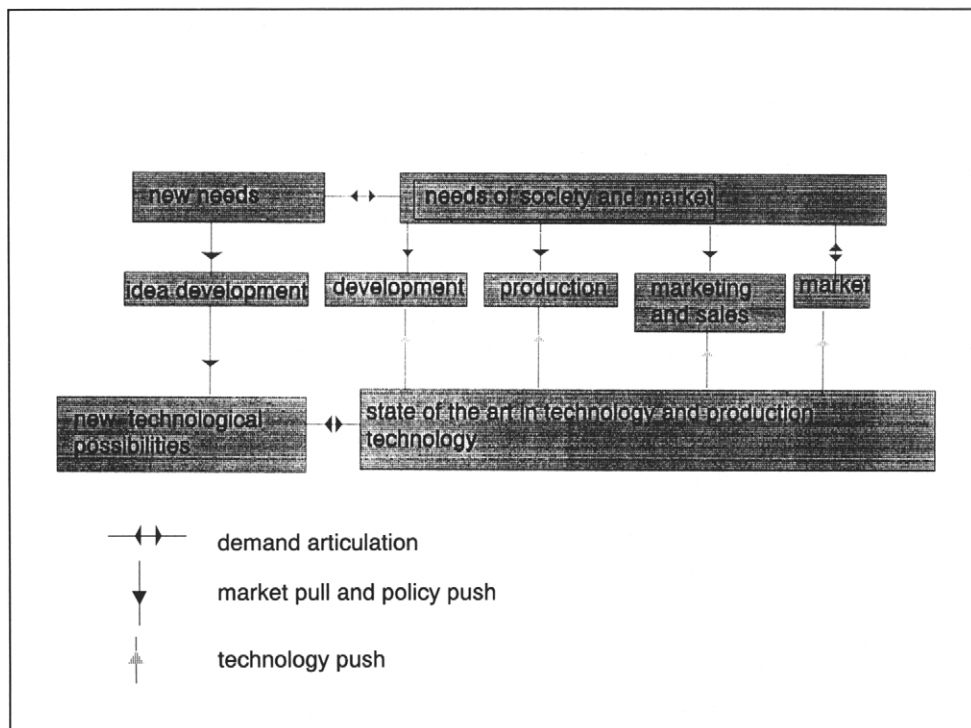 new needs
needs of society and market
idea development
development
production
marketing
and sales
market
new technological
possibilities
state of the art in technology and production
technology
demand articulation
market pull and policy push
technology push